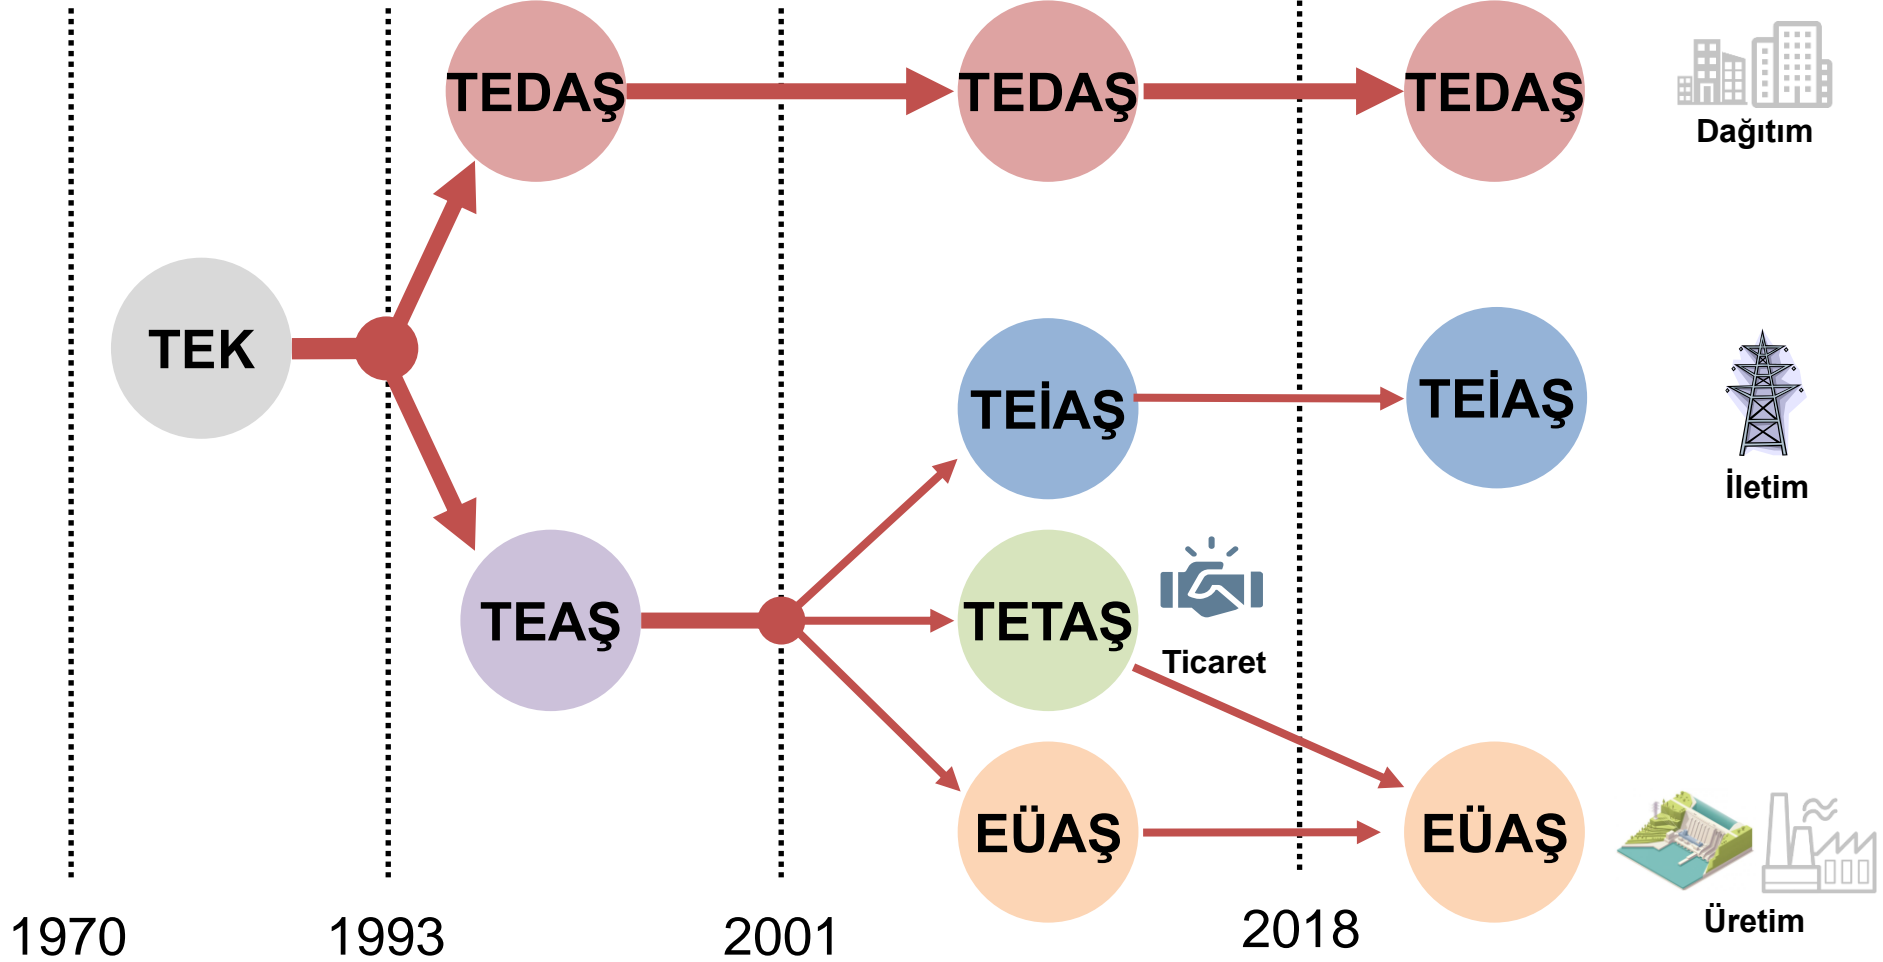 TEDAŞ
TEDAŞ
TEDAŞ
Dağıtım
TEK
TEİAŞ
TEİAŞ
İletim
TEAŞ
TETAŞ
Ticaret
EÜAŞ
EÜAŞ
Üretim
1970
1993
2001
2018